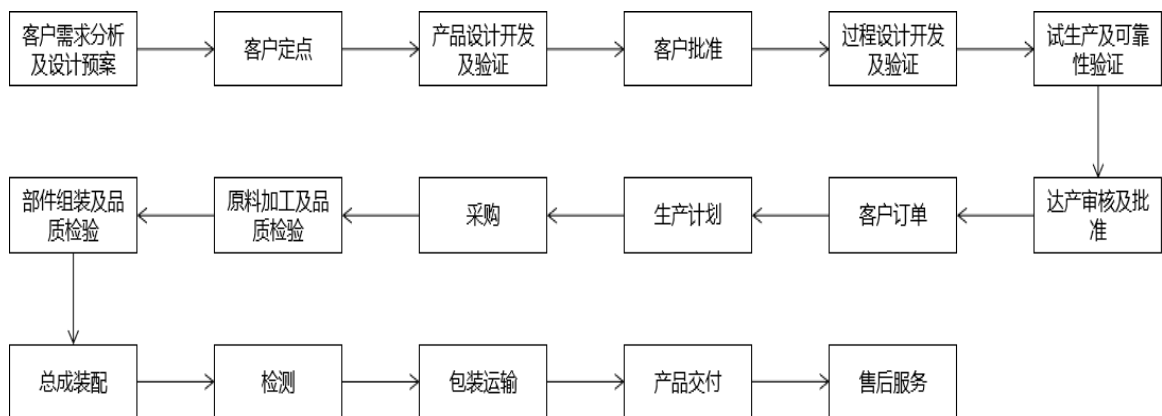 客户需求分析
及设计预案
客户定点
产品设计开发
及验证
客户批准
过程设计开发
及验证
试生产及可靠
性验证
达产审核及批
准
客户订单
生产计划
采购
原料加工及品
质检验
部件组装及品
质检验
总成装配
检测
包装运输
产品交付
售后服务